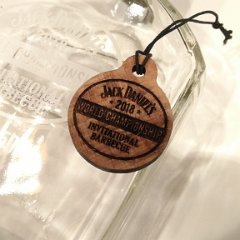 JACK DANIEL'S
2018
WORLD CHAMPIONSHIP
INVITATIONAL
BARBECUE